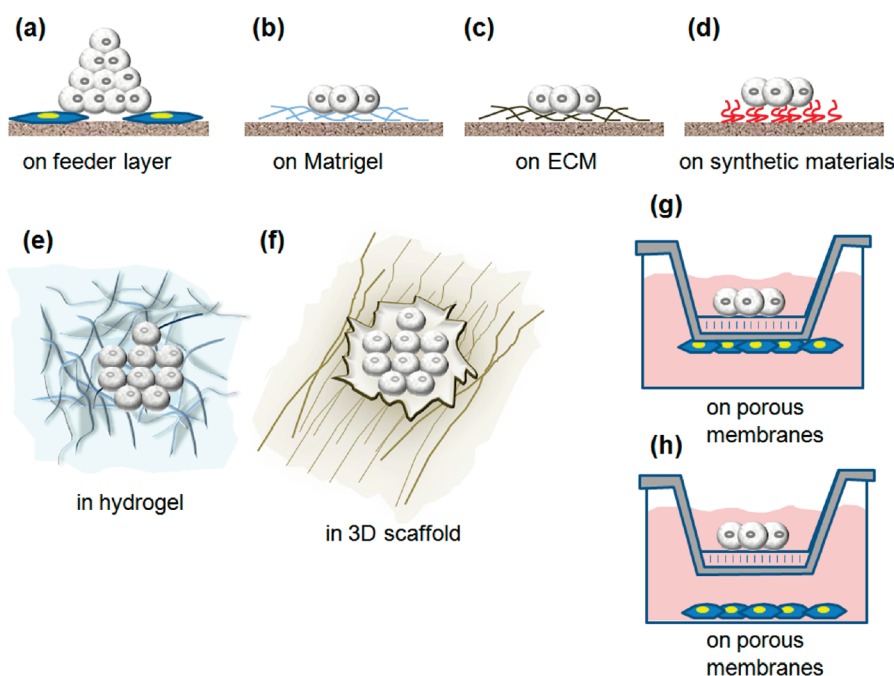 (a)
on feeder layer
(b)
on Matrigel
(c)
on ECM
(d)
on synthetic materials
(e)
in hydrogel
(f)
in 3D scaffold
(g)
on porous
membranes
(h)
on porous
membranes